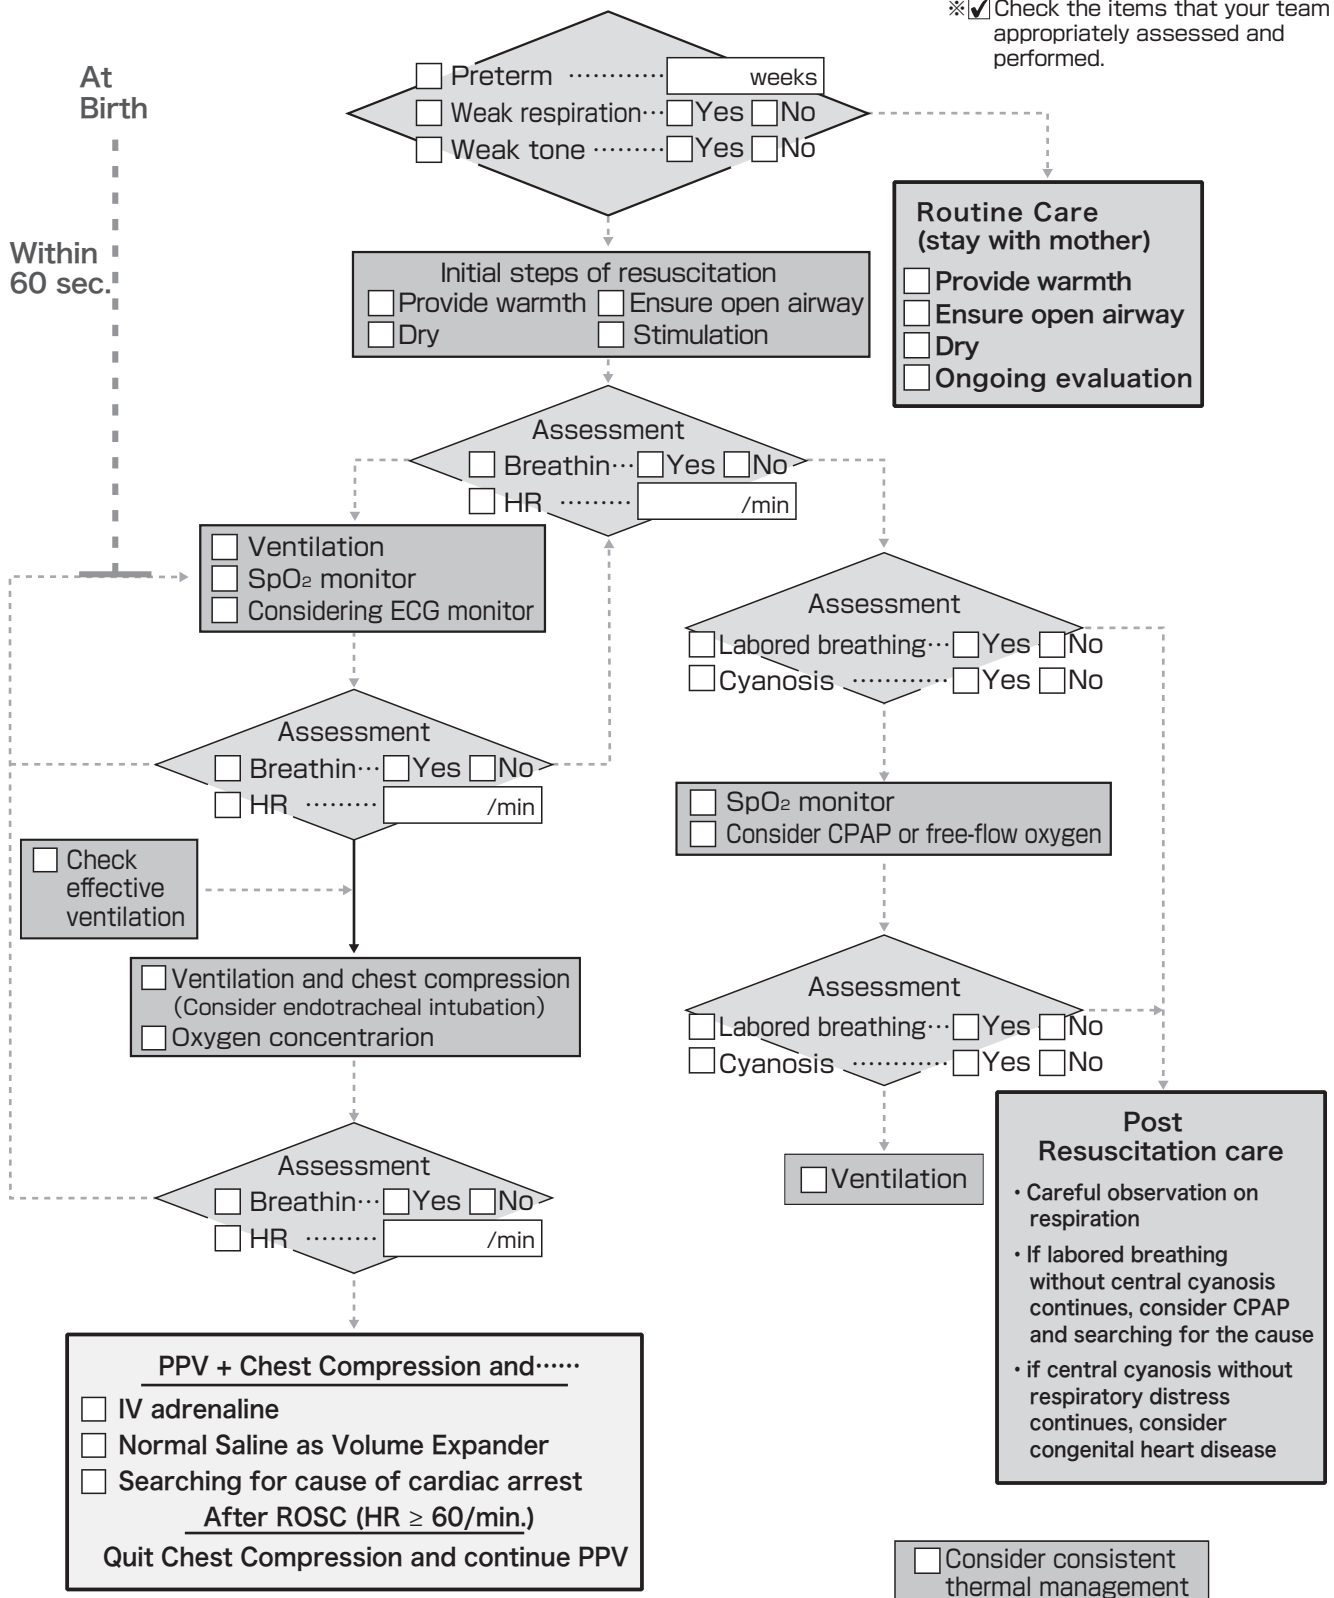 ※☑Check the items that your team
appropriately assessed and
performed.
At
Birth
□ Preterm ………… weeks
□ Weak respiration…□Yes □No
□ Weak tone ………□Yes □No
Routine Care
(stay with mother)
□Provide warmth
□Ensure open airway
□Dry
□Ongoing evaluation
Within
60 sec.
Initial steps of resuscitation
□Provide warmth □Ensure open airway
□Dry □Stimulation
Assessment
□ Breathin…□Yes □No
□ HR ……… /min
□ Ventilation
□ SpO₂ monitor
□ Considering ECG monitor
Assessment
□Labored breathing…□Yes □No
□Cyanosis …………□Yes □No
Assessment
□ Breathin…□Yes □No
□ HR ……… /min
□ SpO₂ monitor
□ Consider CPAP or free-flow oxygen
□ Check
effective
ventilation
□Ventilation and chest compression
(Consider endotracheal intubation)
□Oxygen concentrarion
Assessment
□Labored breathing…□Yes □No
□Cyanosis …………□Yes □No
Assessment
□ Breathin…□Yes □No
□ HR ……… /min
□Ventilation
Post
Resuscitation care
・Careful observation on
respiration
・If labored breathing
without central cyanosis
continues, consider CPAP
and searching for the cause
・if central cyanosis without
respiratory distress
continues, consider
congenital heart disease
PPV + Chest Compression and……
□ IV adrenaline
□ Normal Saline as Volume Expander
□ Searching for cause of cardiac arrest
After ROSC (HR ≥ 60/min.)
Quit Chest Compression and continue PPV
□Consider consistent
thermal management